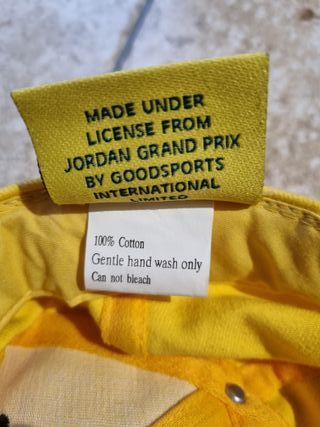 MADE UNDER
LICENSE FROM
JORDAN GRAND PRIX
BY GOODSPORTS
INTERNATIONAL
LIMITED
100% Cotton
Gentle hand wash only
Can not bleach